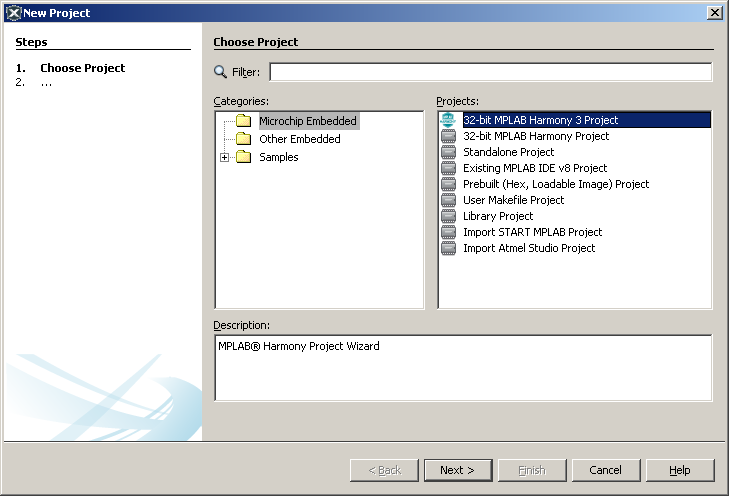 New Project
Steps
1. Choose Project
2. ...
Choose Project
Filter:
Categories:
Microchip Embedded
Other Embedded
Samples
Projects:
32-bit MPLAB Harmony 3 Project
32-bit MPLAB Harmony Project
Standalone Project
Existing MPLAB IDE v8 Project
Prebuilt (Hex, Loadable Image) Project
User Makefile Project
Library Project
Import START MPLAB Project
Import Atmel Studio Project
Description:
MPLAB® Harmony Project Wizard
< Back
Next >
Finish
Cancel
Help